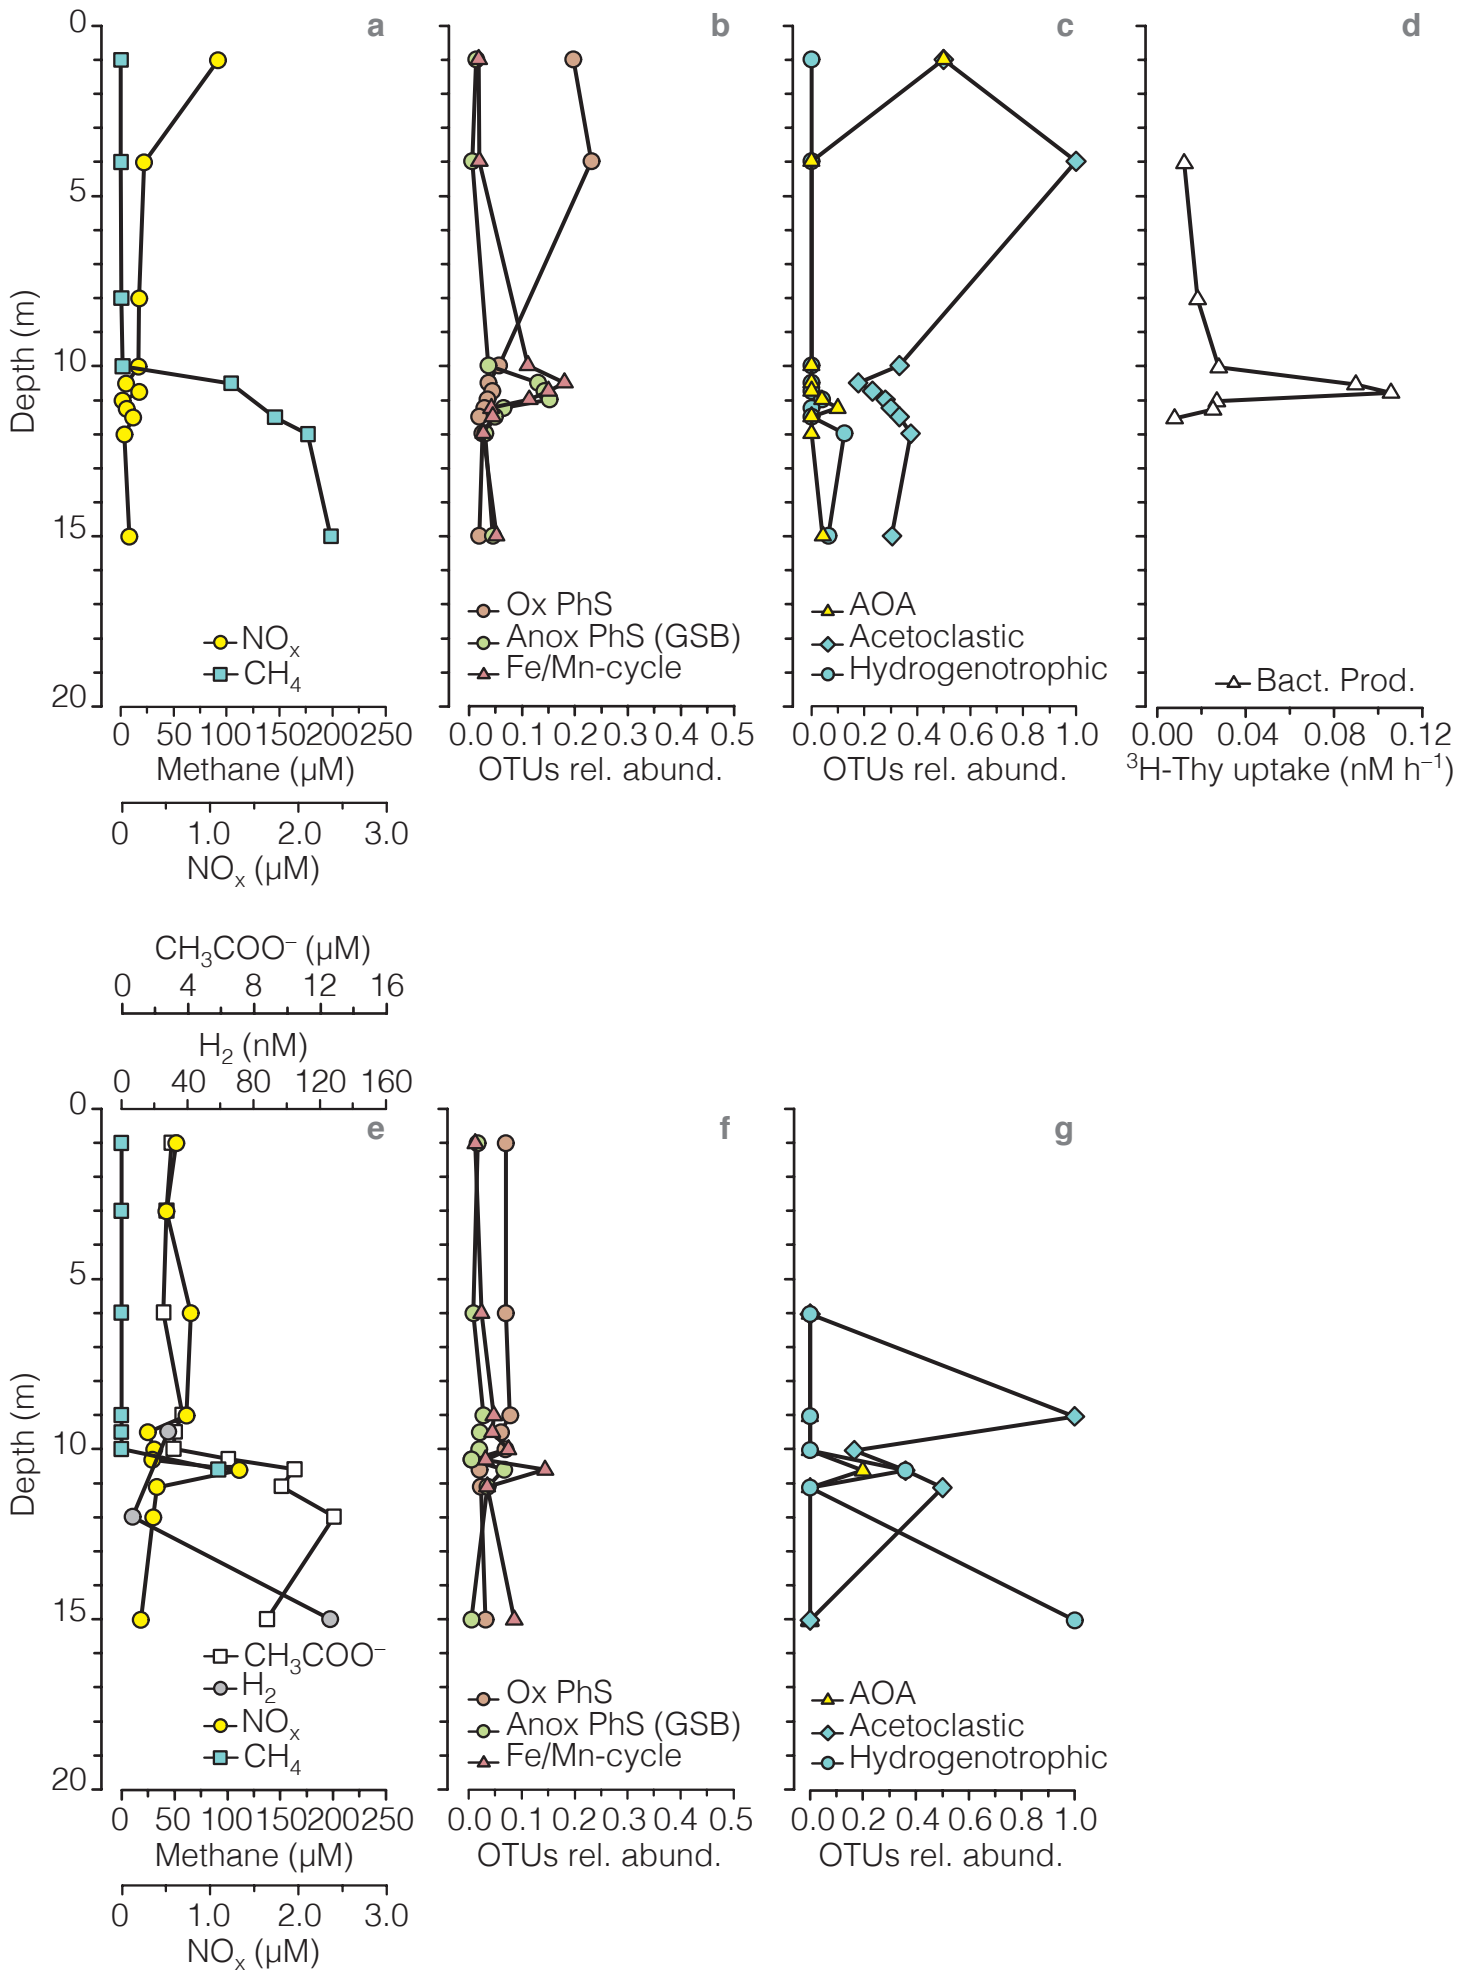 a
b
c
d
0
5
10
15
20
Depth (m)
NOₓ
CH₄
Ox PhS
Anox PhS (GSB)
Fe/Mn-cycle
AOA
Acetoclastic
Hydrogenotrophic
Bact. Prod.
0 50 100 150 200 250
Methane (µM)
0.0 0.1 0.2 0.3 0.4 0.5
OTUs rel. abund.
0.0 0.2 0.4 0.6 0.8 1.0
OTUs rel. abund.
0.00 0.04 0.08 0.12
³H-Thy uptake (nM h⁻¹)
0 1.0 2.0 3.0
NOₓ (µM)
CH₃COO⁻ (µM)
0 4 8 12 16
H₂ (nM)
0 40 80 120 160
e
f
g
0
5
10
15
20
Depth (m)
CH₃COO⁻
H₂
NOₓ
CH₄
Ox PhS
Anox PhS (GSB)
Fe/Mn-cycle
AOA
Acetoclastic
Hydrogenotrophic
0 50 100 150 200 250
Methane (µM)
0.0 0.1 0.2 0.3 0.4 0.5
OTUs rel. abund.
0.0 0.2 0.4 0.6 0.8 1.0
OTUs rel. abund.
0 1.0 2.0 3.0
NOₓ (µM)